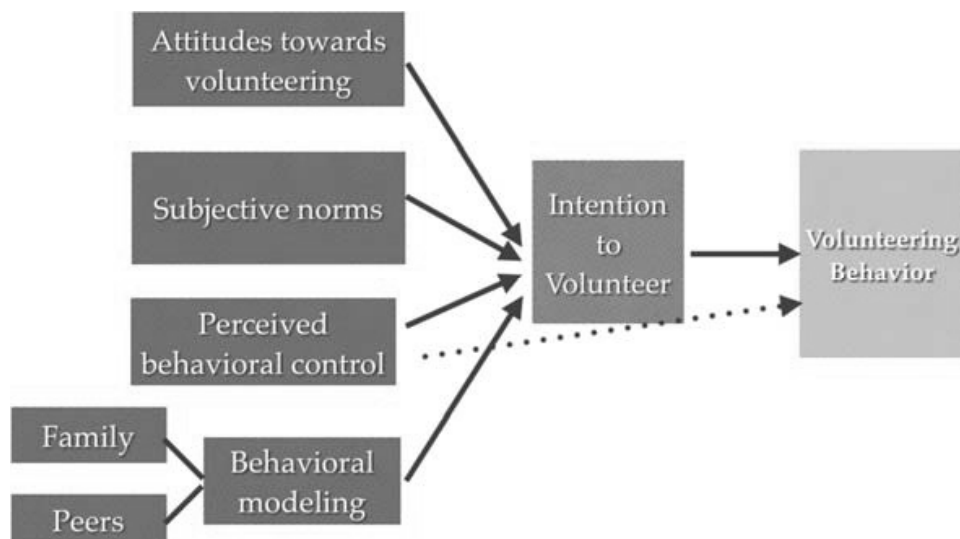 Attitudes towards
volunteering
Subjective norms
Intention
to
Volunteer
Volunteering
Behavior
Perceived
behavioral control
Family
Peers
Behavioral
modeling